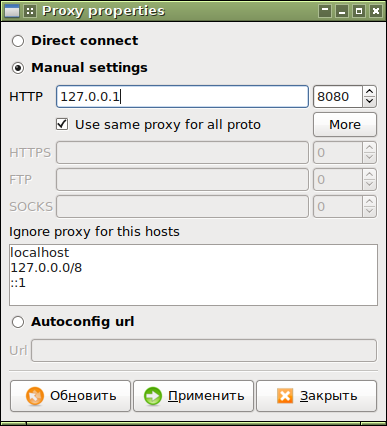 Proxy properties
Direct connect
Manual settings
HTTP 127.0.0.1 8080
Use same proxy for all proto More
HTTPS 0
FTP 0
SOCKS 0
Ignore proxy for this hosts
localhost
127.0.0.0/8
::1
Autoconfig url
Url
Обновить Применить Закрыть